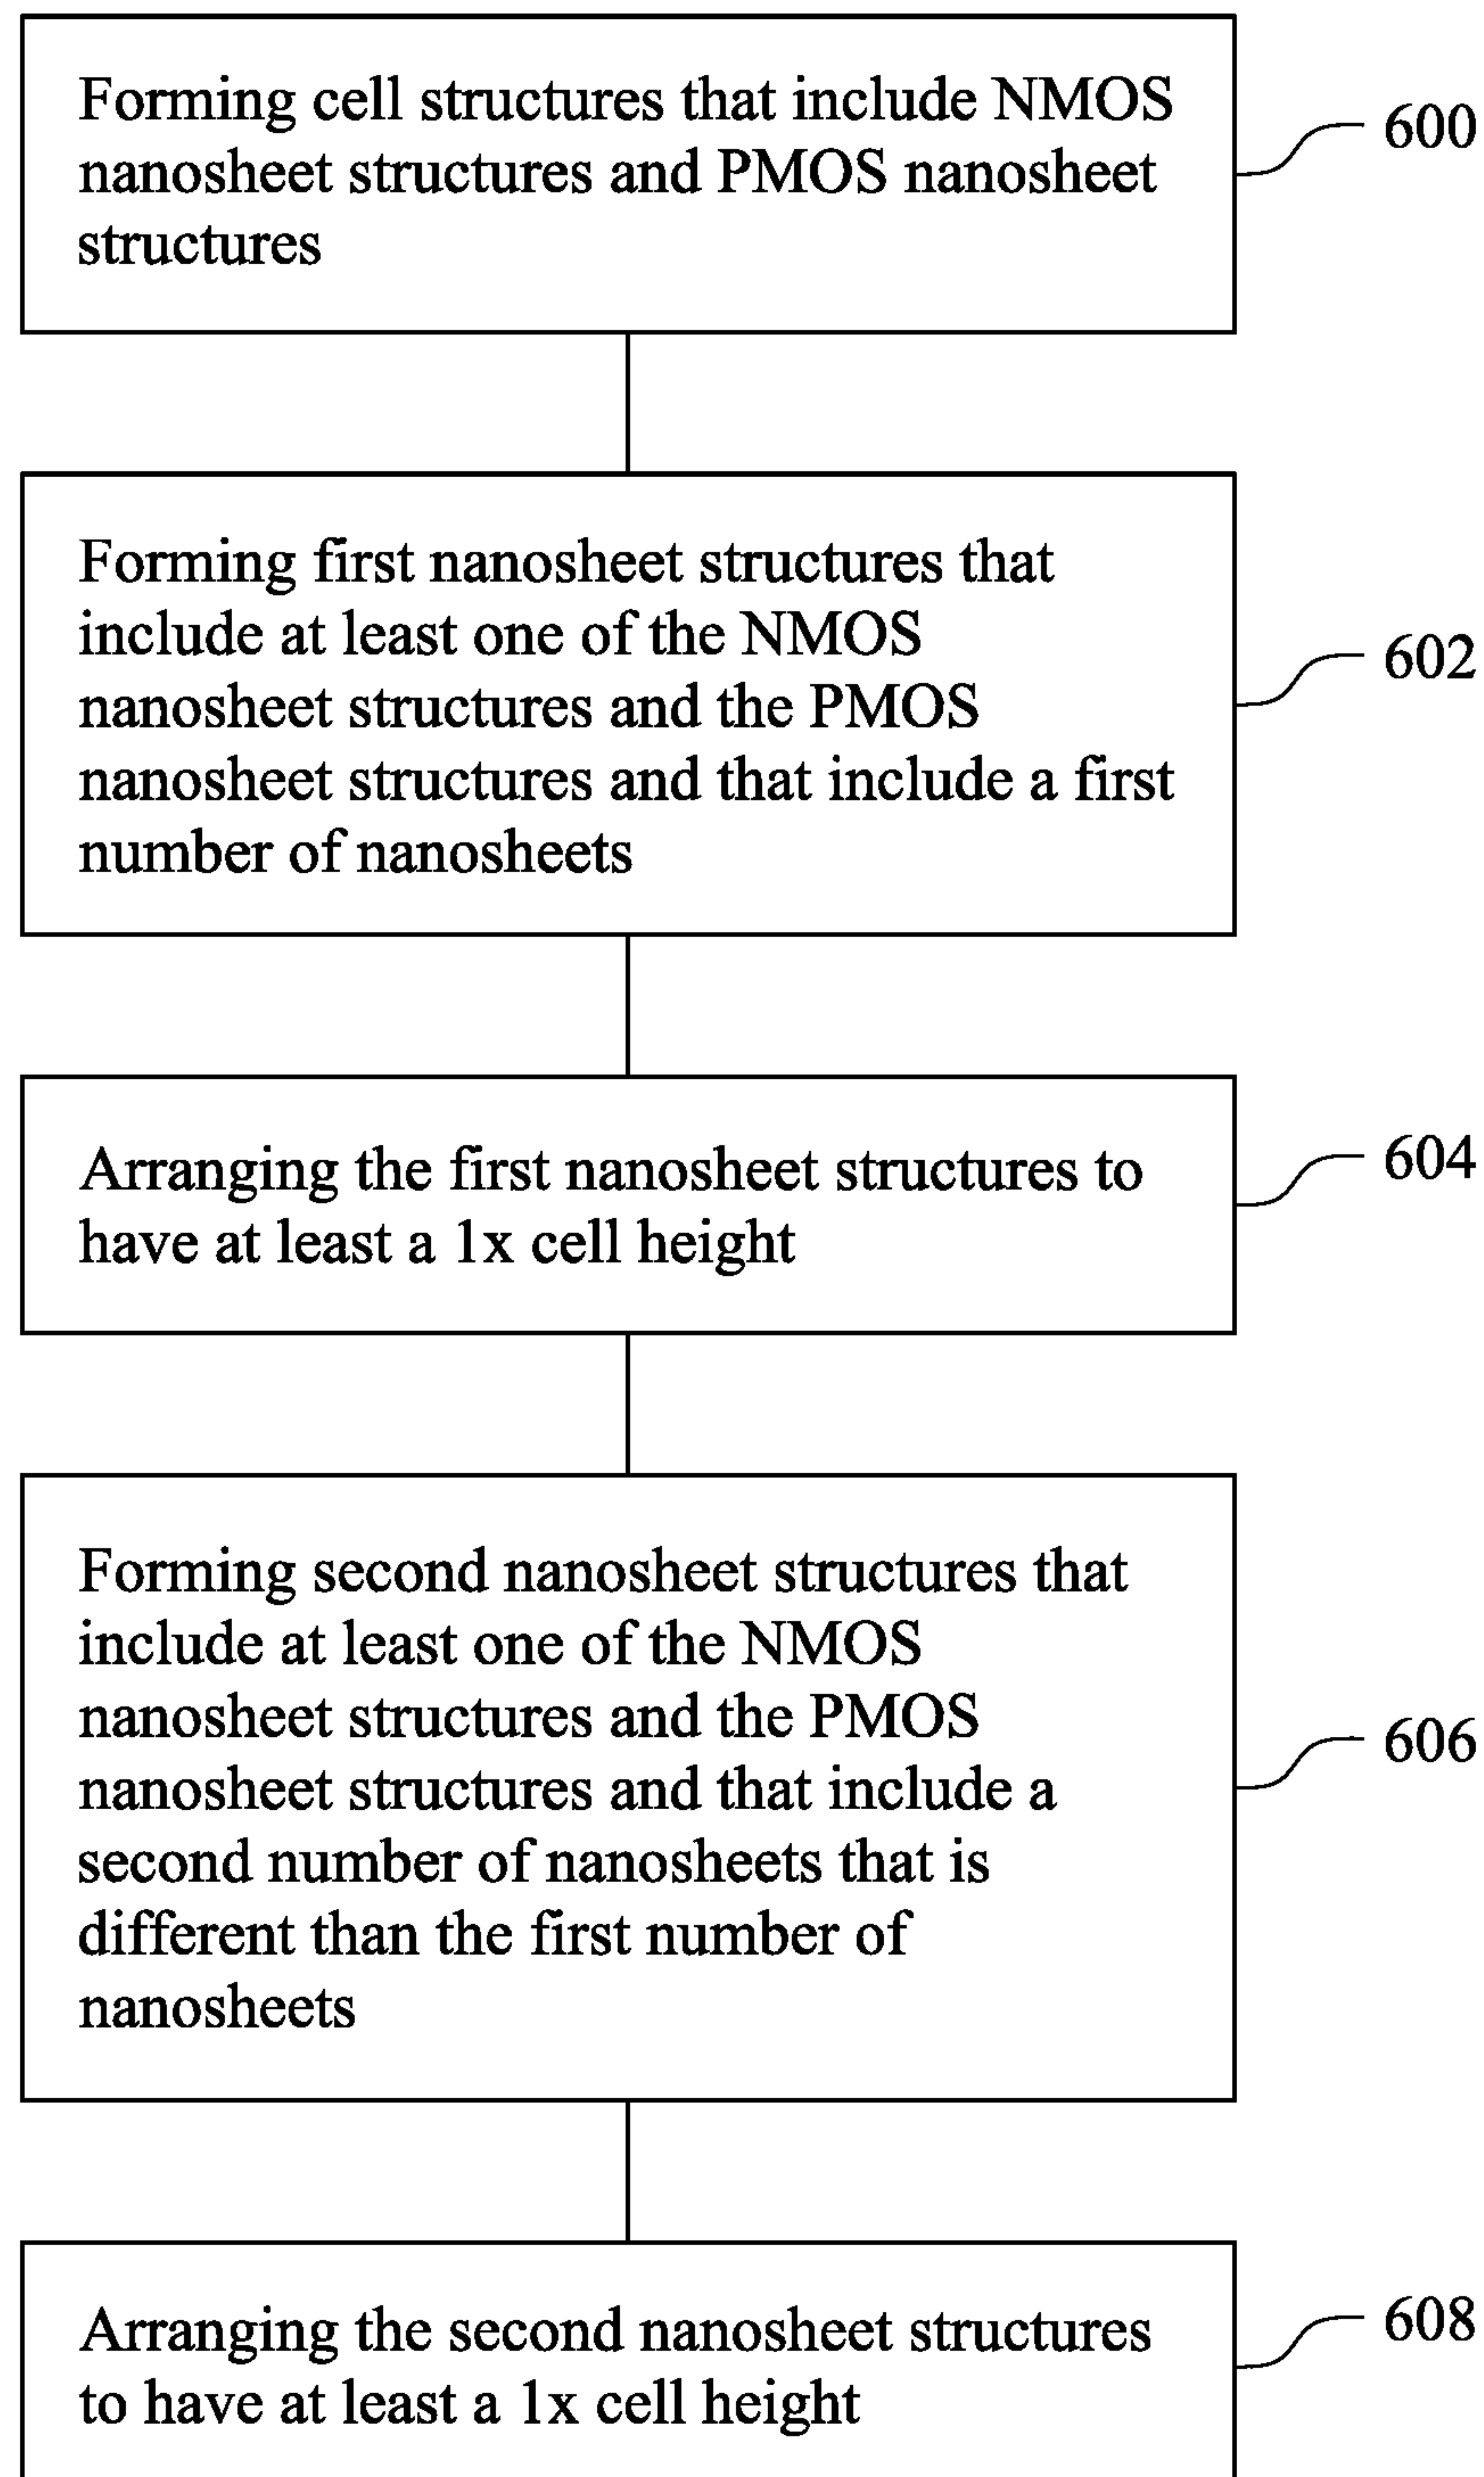 Forming cell structures that include NMOS
nanosheet structures and PMOS nanosheet
structures
600
Forming first nanosheet structures that
include at least one of the NMOS
nanosheet structures and the PMOS
nanosheet structures and that include a first
number of nanosheets
602
Arranging the first nanosheet structures to
have at least a 1x cell height
604
Forming second nanosheet structures that
include at least one of the NMOS
nanosheet structures and the PMOS
nanosheet structures and that include a
second number of nanosheets that is
different than the first number of
nanosheets
606
Arranging the second nanosheet structures
to have at least a 1x cell height
608